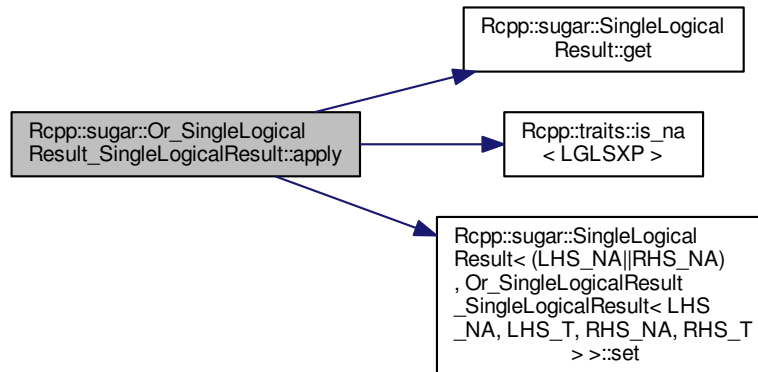 Rcpp::sugar::SingleLogical
Result::get
Rcpp::sugar::Or_SingleLogical
Result_SingleLogicalResult::apply
Rcpp::traits::is_na
< LGLSXP >
Rcpp::sugar::SingleLogical
Result< (LHS_NA||RHS_NA)
, Or_SingleLogicalResult
_SingleLogicalResult< LHS
_NA, LHS_T, RHS_NA, RHS_T
> >::set